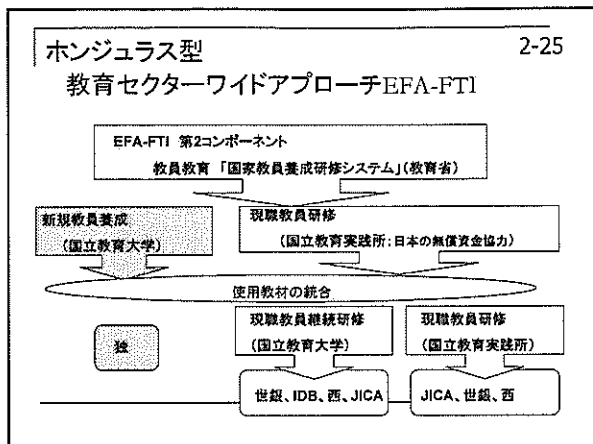 ホンジュラス型
2-25
教育セクターワイドアプローチEFA-FTI
EFA-FTI 第2コンポーネント
教員教育 「国家教員養成研修システム」(教育省)
新規教員養成
(国立教育大学)
現職教員研修
(国立教育実践所:日本の無償資金協力)
使用教材の統合
独
現職教員継続研修
(国立教育大学)
現職教員研修
(国立教育実践所)
世銀、IDB、西、JICA
JICA、世銀、西